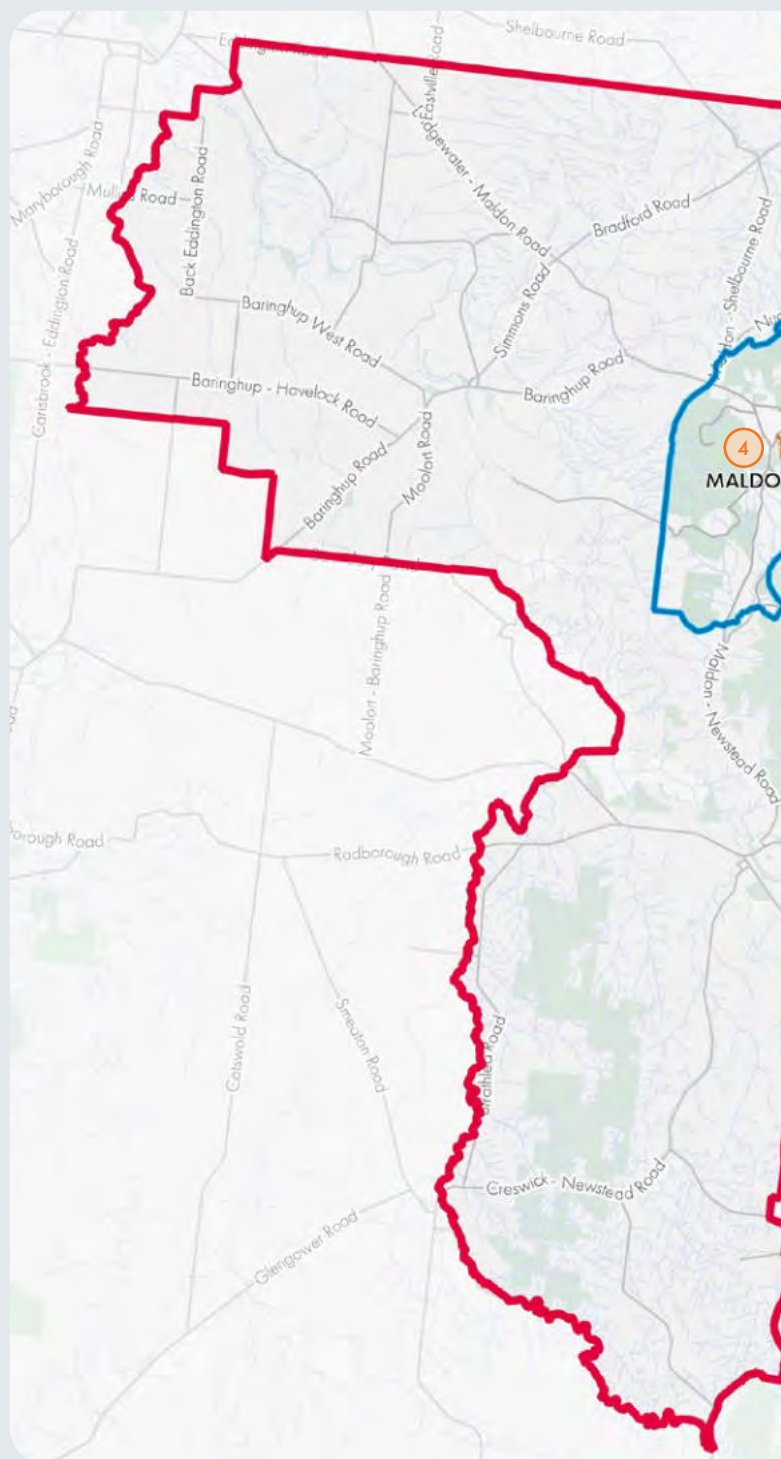 Shelbourne Road
Eastville Road
Maryborough Road
Road
Back Eddington Road
Bradford Road
Maldon Road
Carisbrook - Eddington Road
Simmons Road
Baringhup West Road
Baringhup Road
Baringhup - Havelock Road
Moolort Road
Baringhup Road
4
MALDO
Moolort - Baringhup Road
Maldon - Newstead Road
Rodborough Road
Smeaton Road
Cotswold Road
Road
Creswick - Newstead Road
Glengower Road